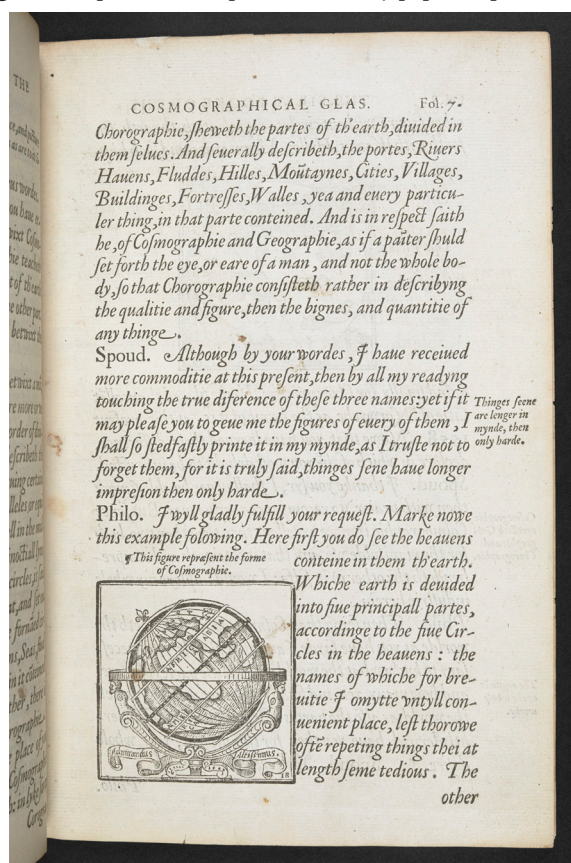 THE
COSMOGRAPHICAL GLAS. Fol. 7.
Chorographie, ſheweth the partes of th'earth, diuided in
them ſelues. And ſeuerally deſcribeth, the portes, Riuers
Hauens, Fluddes, Hilles, Moūtaynes, Cities, Villages,
Buildinges, Fortreſſes, Walles, yea and euery particu-
ler thing, in that parte conteined. And is in reſpect ſaith
he, of Coſmographie and Geographie, as if a paīter ſhuld
ſet forth the eye, or eare of a man, and not the whole bo-
dy, ſo that Chorographie conſiſteth rather in deſcribyng
the qualitie and figure, then the bignes, and quantitie of
any thinge.
Spoud. Although by your wordes, I haue receiued
more commoditie at this preſent, then by all my readyng
touching the true diference of theſe three names: yet if it
may pleaſe you to geue me the figures of euery of them, I
ſhall ſo ſtedfaſtly printe it in my mynde, as I truſte not to
forget them, for it is truly ſaid, thinges ſene haue longer
impreſion then only harde.
Thinges ſeene
are lenger in
mynde, then
only harde.
Philo. I wyll gladly fulfill your requeſt. Marke nowe
this example folowing. Here firſt you do ſee the heauens
¶ This figure repræſent the forme
of Coſmographie.
conteine in them th'earth.
Whiche earth is deuided
into fiue principall partes,
accordinge to the fiue Cir-
cles in the heauens: the
names of whiche for bre-
uitie I omytte vntyll con-
uenient place, leſt thorowe
oftē repeting things thei at
length ſeme tedious. The
other